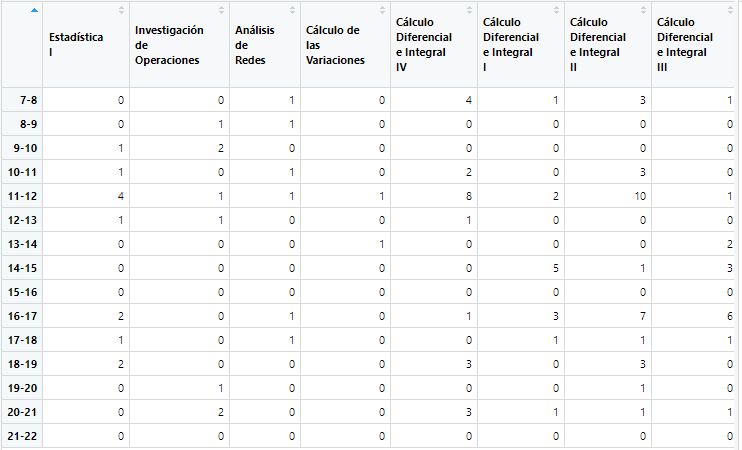 Estadística I Investigación de Operaciones Análisis de Redes Cálculo de las Variaciones Cálculo Diferencial e Integral IV Cálculo Diferencial e Integral I Cálculo Diferencial e Integral II Cálculo Diferencial e Integral III
7-8 0 0 1 0 4 1 3 1
8-9 0 1 1 0 0 0 0 0
9-10 1 2 0 0 0 0 0 0
10-11 1 0 1 0 2 0 3 0
11-12 4 1 1 1 8 2 10 1
12-13 1 1 0 0 1 0 0 0
13-14 0 0 0 1 0 0 0 2
14-15 0 0 0 0 0 5 1 3
15-16 0 0 0 0 0 0 0 0
16-17 2 0 1 0 1 3 7 6
17-18 1 0 1 0 0 1 1 1
18-19 2 0 0 0 3 0 3 0
19-20 0 1 0 0 0 0 1 0
20-21 0 2 0 0 3 1 1 1
21-22 0 0 0 0 0 0 0 0